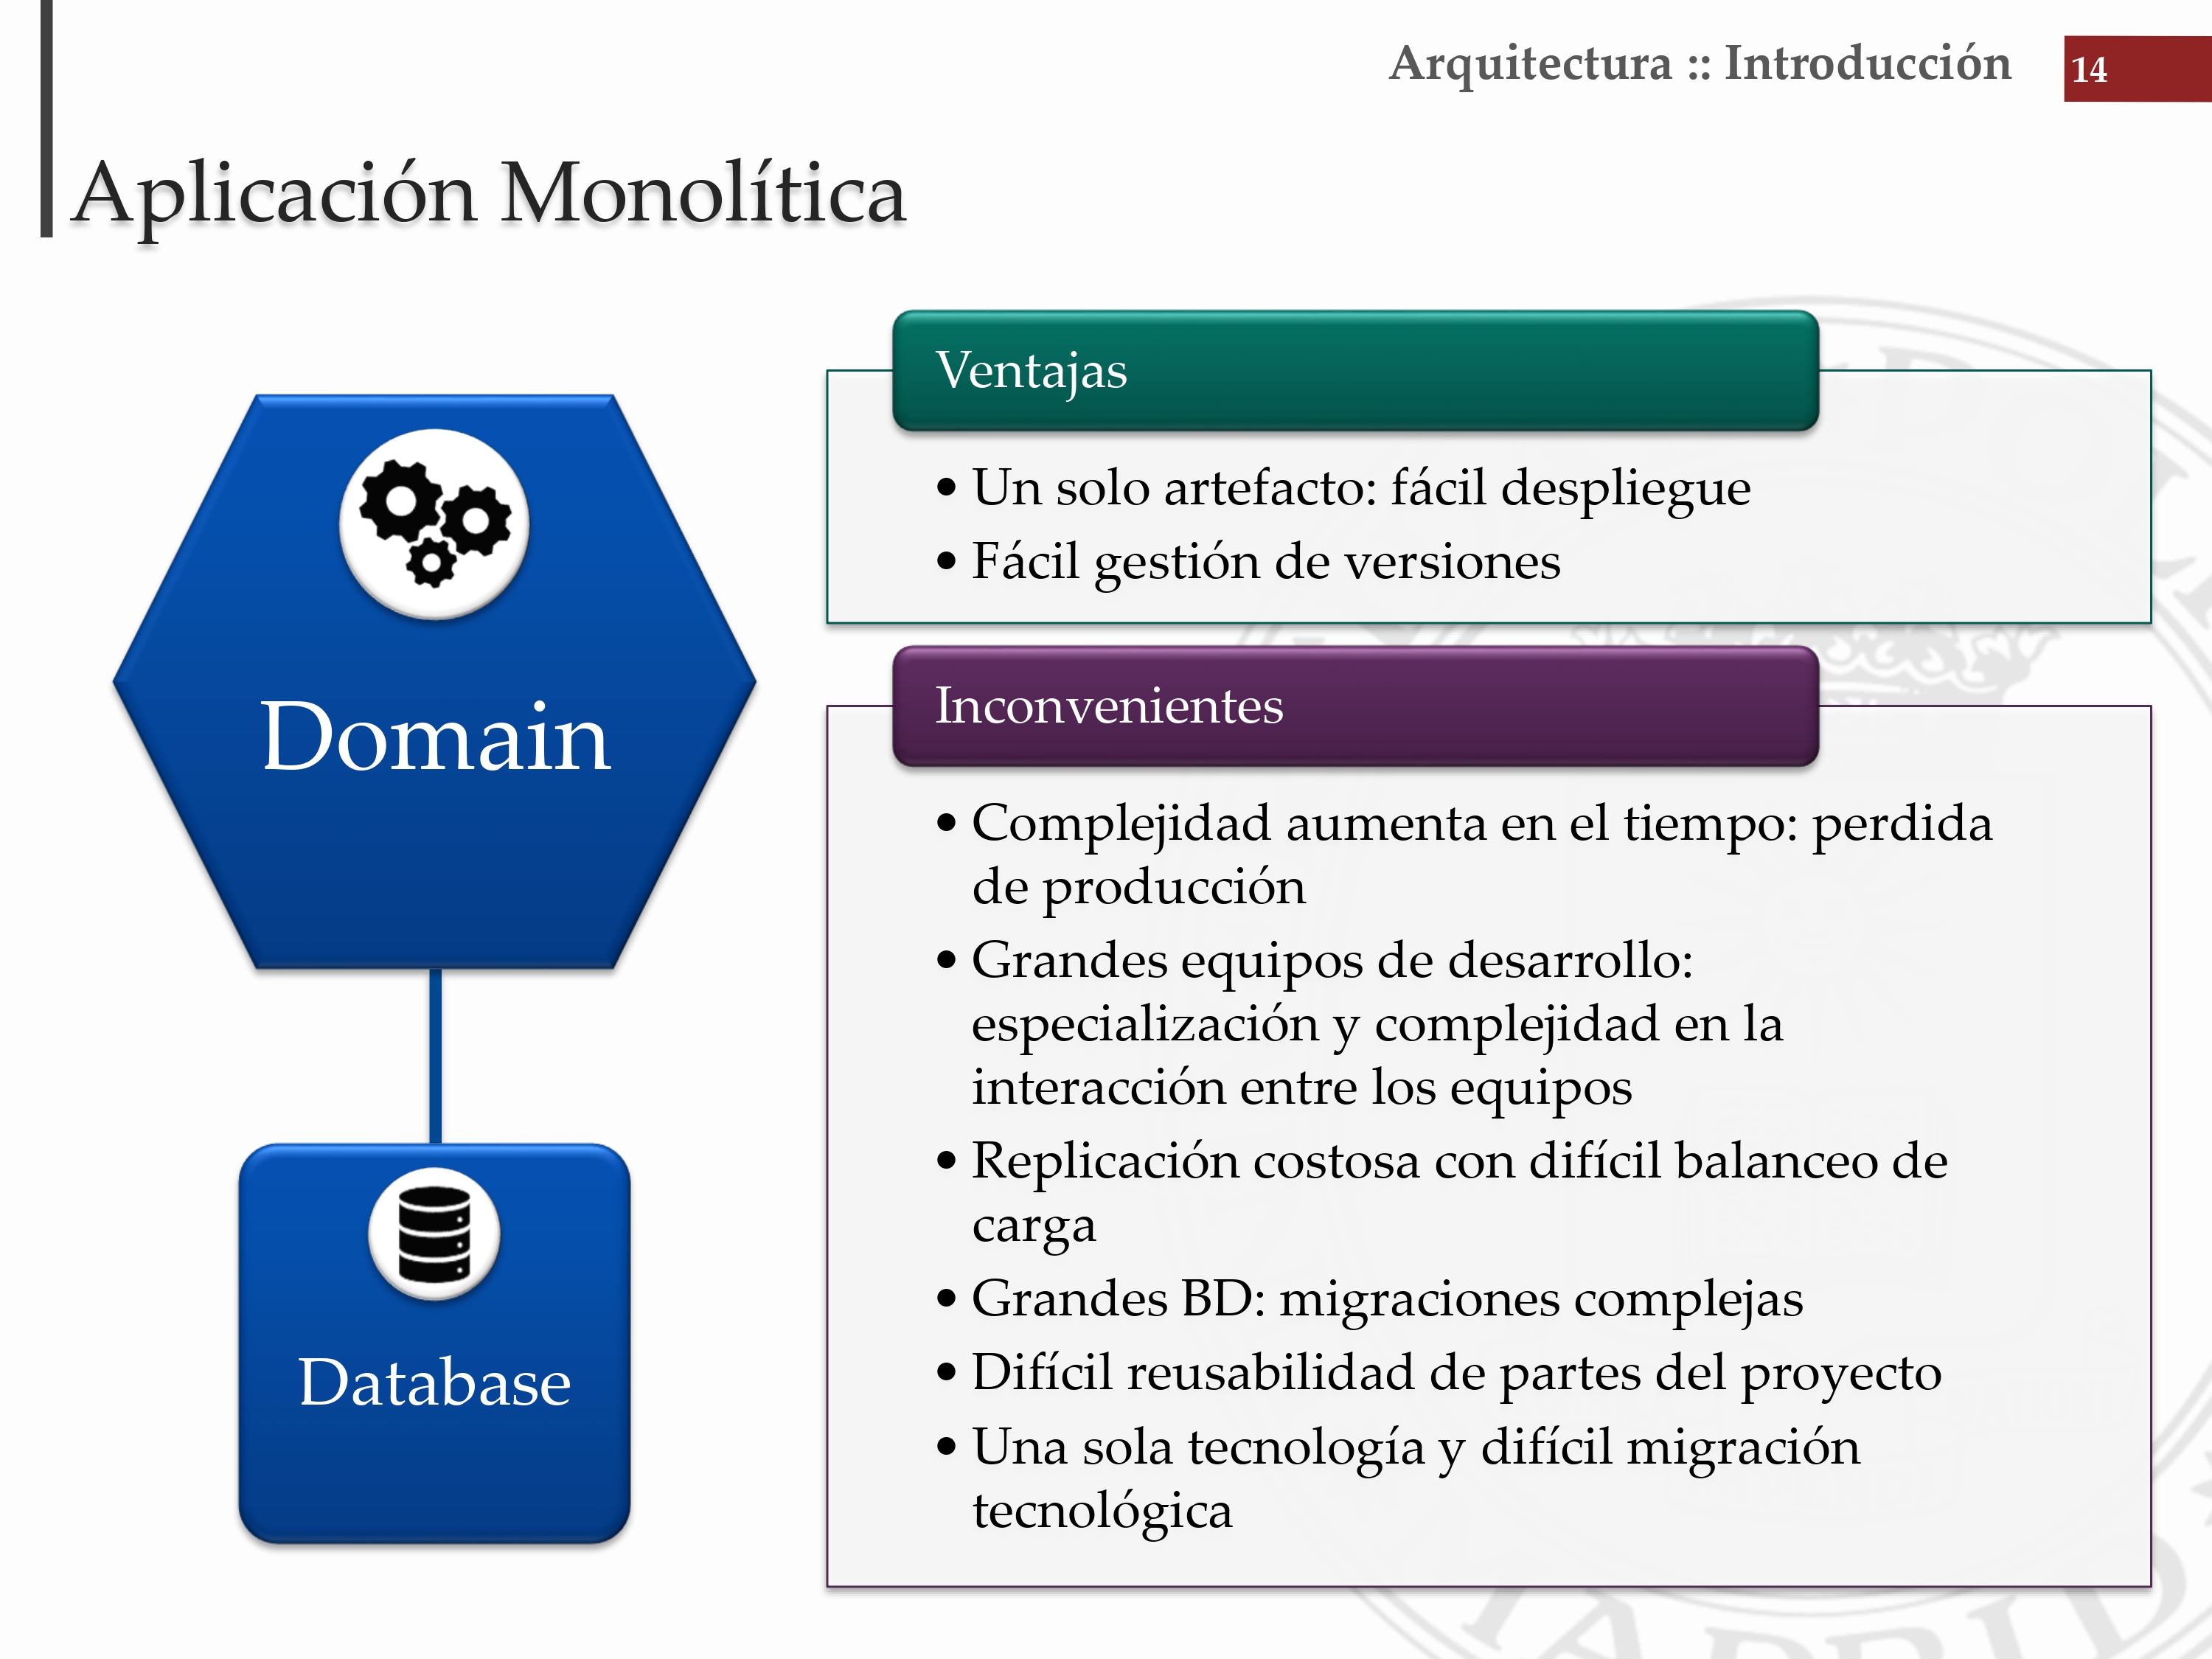 Arquitectura :: Introducción
14
Aplicación Monolítica
Domain
Database
Ventajas
• Un solo artefacto: fácil despliegue
• Fácil gestión de versiones
Inconvenientes
• Complejidad aumenta en el tiempo: perdida
de producción
• Grandes equipos de desarrollo:
especialización y complejidad en la
interacción entre los equipos
• Replicación costosa con difícil balanceo de
carga
• Grandes BD: migraciones complejas
• Difícil reusabilidad de partes del proyecto
• Una sola tecnología y difícil migración
tecnológica